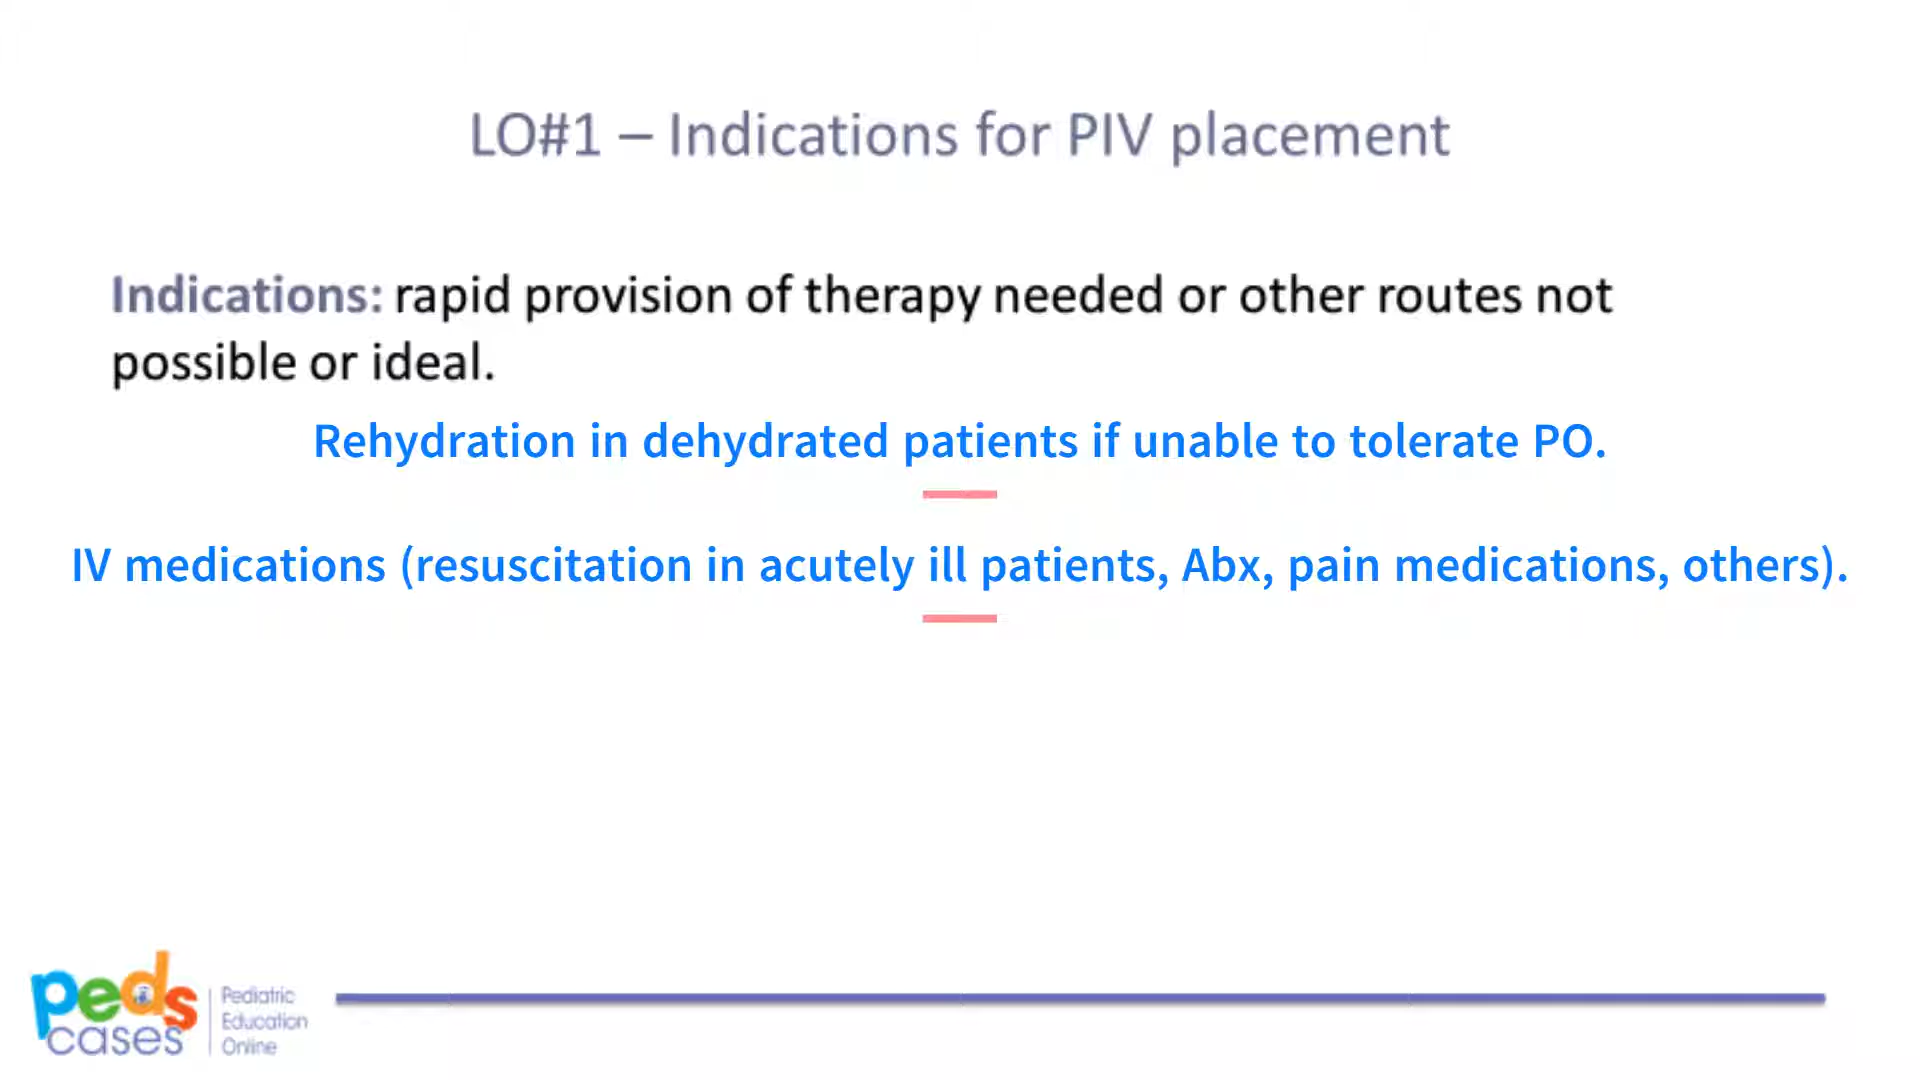 LO#1 – Indications for PIV placement
Indications: rapid provision of therapy needed or other routes not
possible or ideal.
Rehydration in dehydrated patients if unable to tolerate PO.
IV medications (resuscitation in acutely ill patients, Abx, pain medications, others).
peds
cases
Pediatric
Education
Online